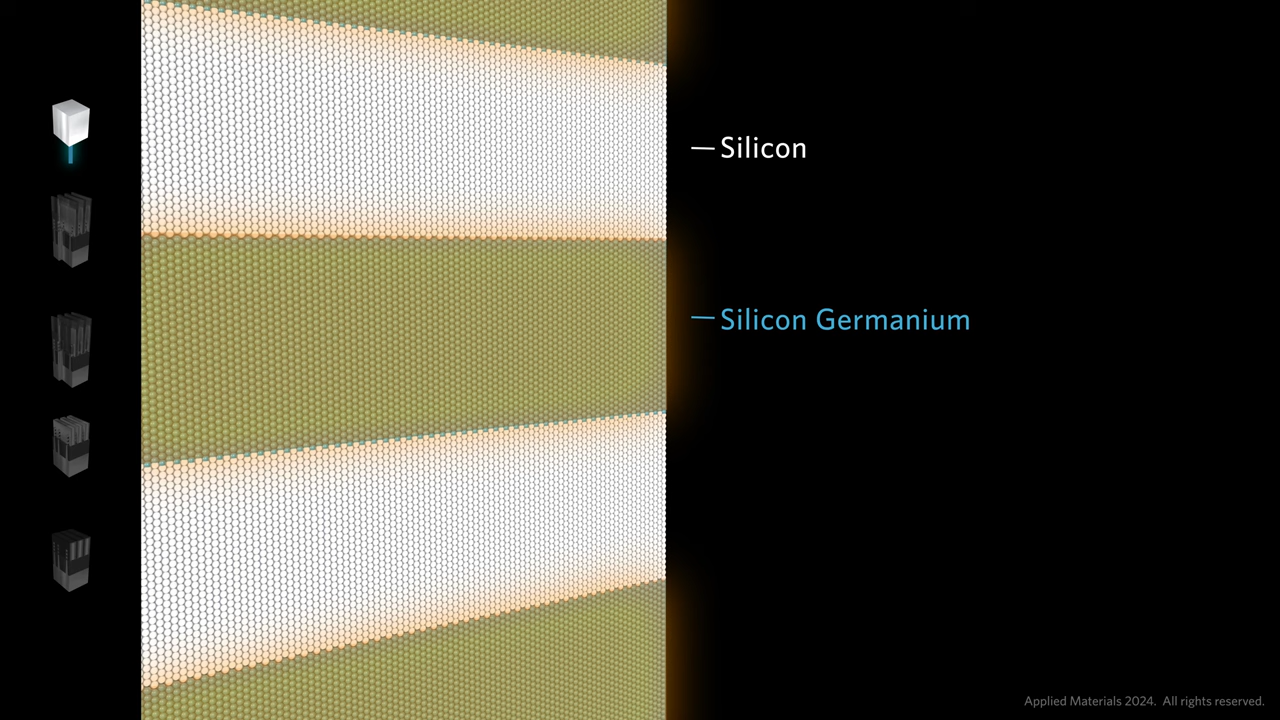 Silicon
Silicon Germanium
Applied Materials 2024. All rights reserved.